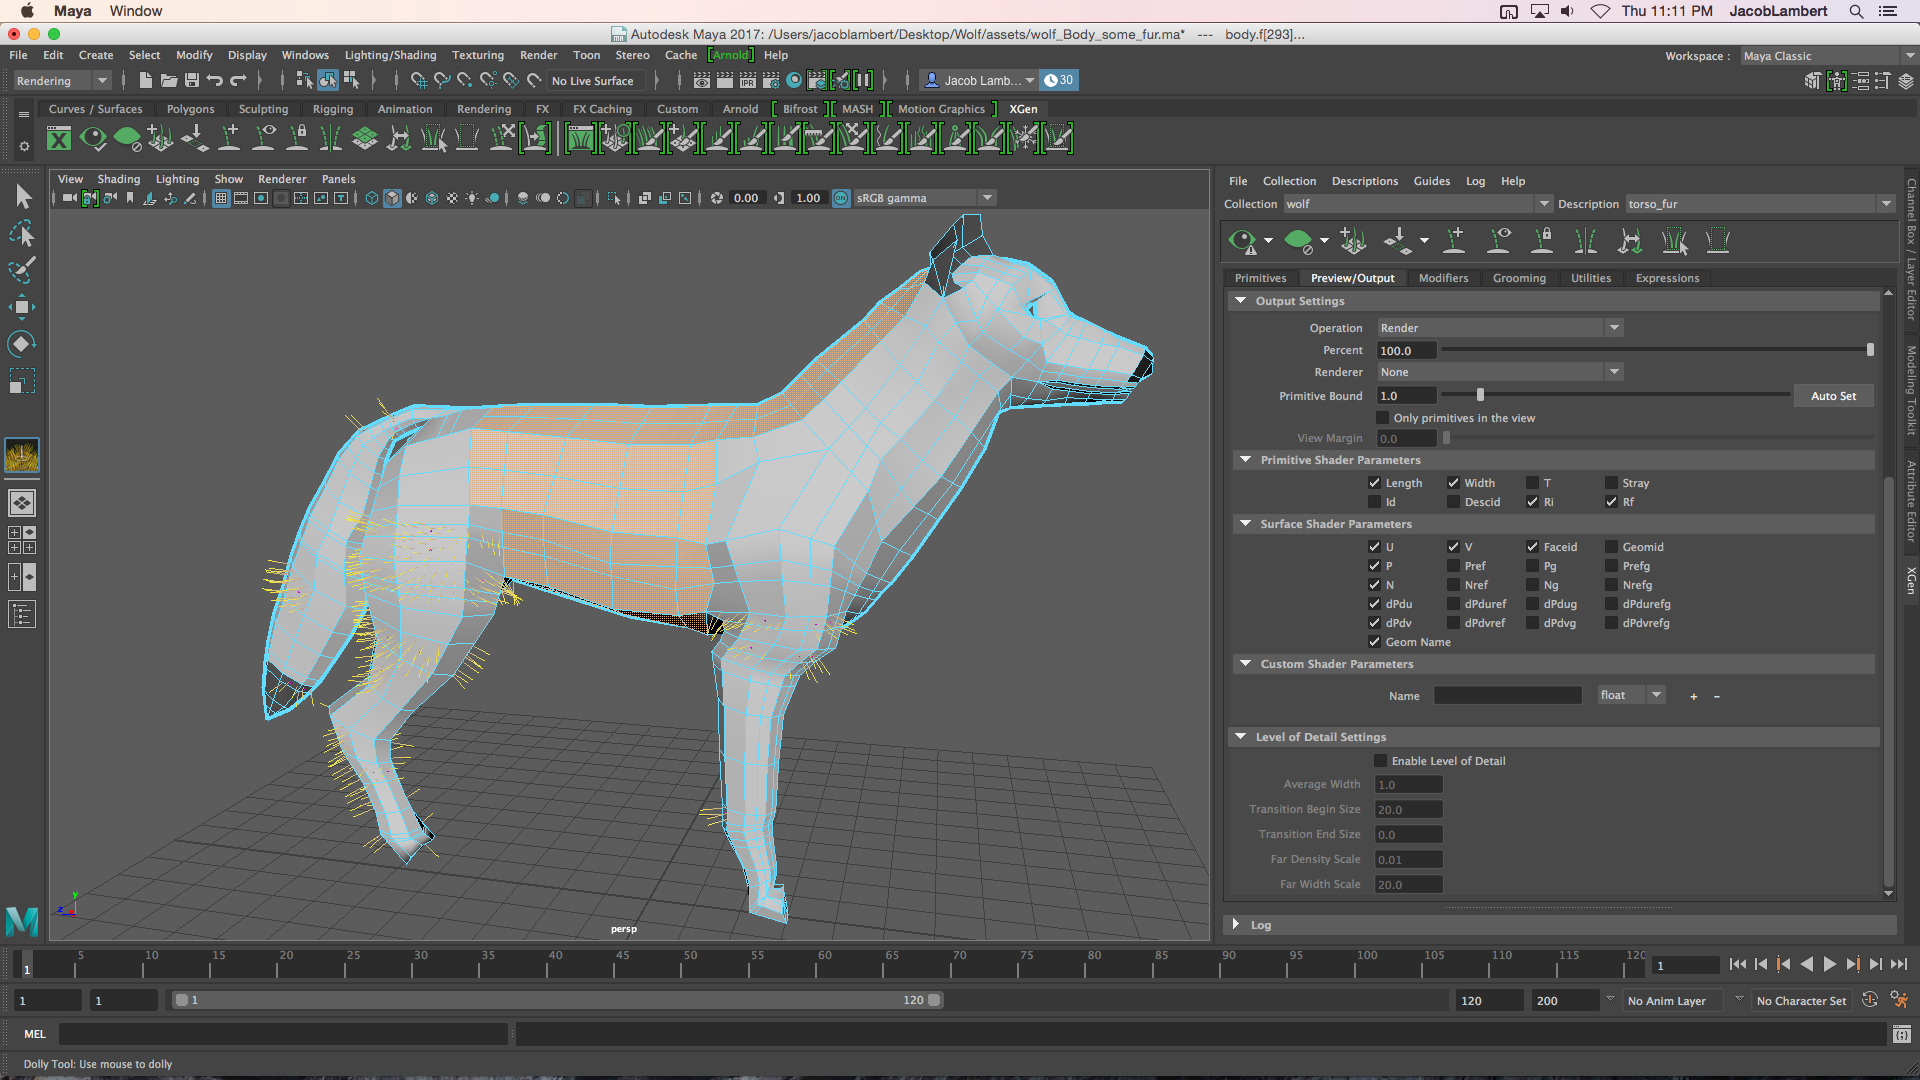 Maya Window Thu 11:11 PM JacobLambert
Autodesk Maya 2017: /Users/jacoblambert/Desktop/Wolf/assets/wolf_Body_some_fur.ma* --- body.f[293]...
File Edit Create Select Modify Display Windows Lighting/Shading Texturing Render Toon Stereo Cache [Arnold] Help Workspace : Maya Classic
Rendering No Live Surface IPR Jacob Lamb... 30
Curves / Surfaces Polygons Sculpting Rigging Animation Rendering FX FX Caching Custom Arnold [ Bifrost ][ MASH ][ Motion Graphics ] XGen
View Shading Lighting Show Renderer Panels
0.00 1.00 ON sRGB gamma
File Collection Descriptions Guides Log Help
Collection wolf Description torso_fur
Primitives Preview/Output Modifiers Grooming Utilities Expressions
Output Settings
Operation Render
Percent 100.0
Renderer None
Primitive Bound 1.0 Auto Set
Only primitives in the view
View Margin 0.0
Primitive Shader Parameters
Length Width T Stray
Id Descid Ri Rf
Surface Shader Parameters
U V Faceid Geomid
P Pref Pg Prefg
N Nref Ng Nrefg
dPdu dPduref dPdug dPdurefg
dPdv dPdvref dPdvg dPdvrefg
Geom Name
Custom Shader Parameters
Name float + -
Level of Detail Settings
Enable Level of Detail
Average Width 1.0
Transition Begin Size 20.0
Transition End Size 0.0
Far Density Scale 0.01
Far Width Scale 20.0
Log
Channel Box / Layer Editor
Modeling Toolkit
Attribute Editor
XGen
y
z
persp
1 5 10 15 20 25 30 35 40 45 50 55 60 65 70 75 80 85 90 95 100 105 110 115 120 1
1 1 1 120 120 200 No Anim Layer No Character Set
MEL
Dolly Tool: Use mouse to dolly